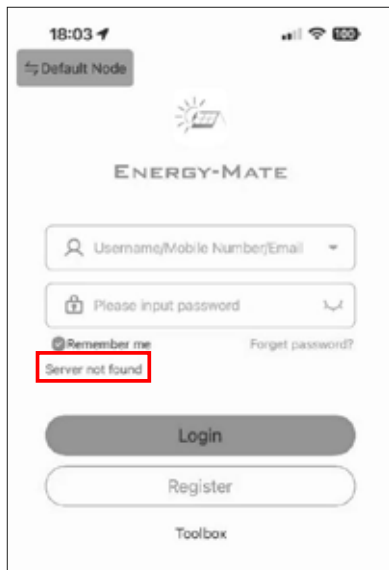 18:03
100
Default Node
ENERGY-MATE
Username/Mobile Number/Email
Please input password
Remember me Forget password?
Server not found
Login
Register
Toolbox